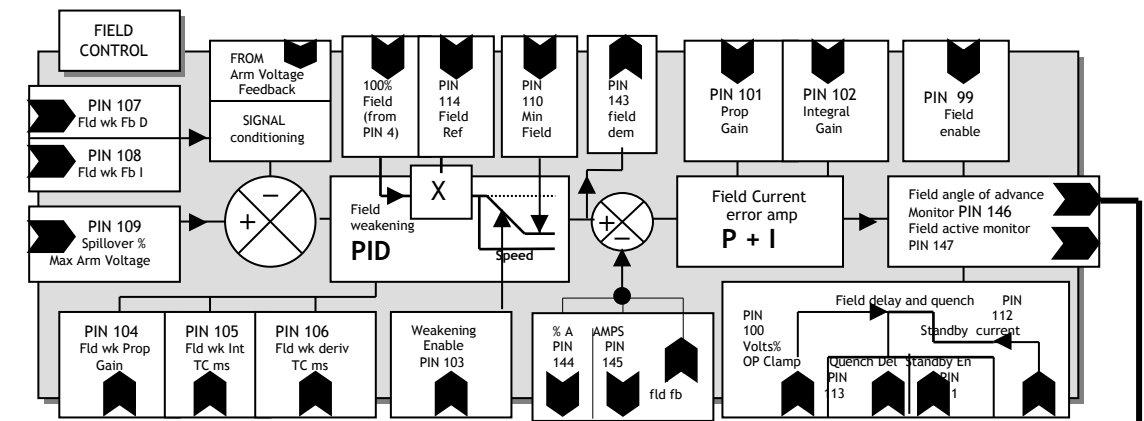 FIELD
CONTROL
PIN 107
Fld wk Fb D
PIN 108
Fld wk Fb I
PIN 109
Spillover %
Max Arm Voltage
FROM
Arm Voltage
Feedback
SIGNAL
conditioning
100%
Field
(from
PIN 4)
PIN
114
Field
Ref
PIN
110
Min
Field
PIN
143
field
dem
PIN 101
Prop
Gain
PIN 102
Integral
Gain
PIN 99
Field
enable
−
+
Field
weakening
PID
X
Speed
+
−
Field Current
error amp
P + I
Field angle of advance
Monitor PIN 146
Field active monitor
PIN 147
PIN 104
Fld wk Prop
Gain
PIN 105
Fld wk Int
TC ms
PIN 106
Fld wk deriv
TC ms
Weakening
Enable
PIN 103
% A
PIN
144
AMPS
PIN
145
fld fb
Field delay and quench
PIN
100
Volts%
OP Clamp
PIN
112
Standby current
Quench Del
PIN
Standby En